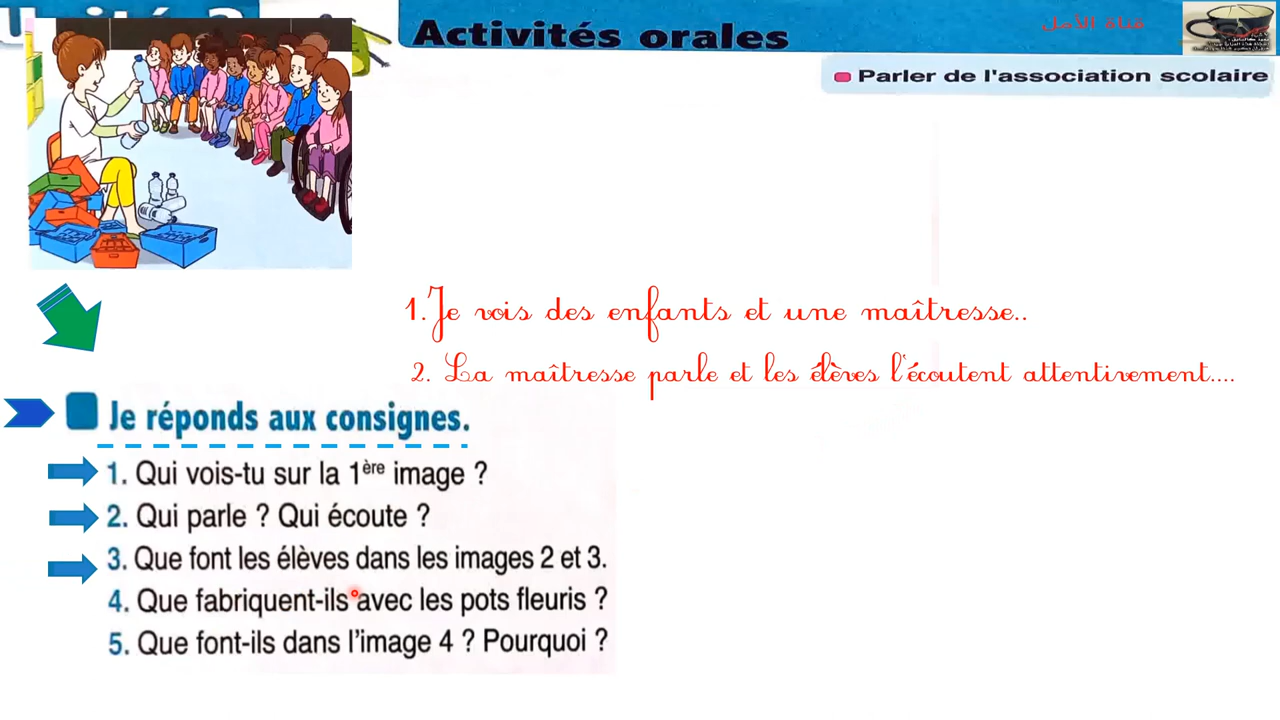 Activités orales
قناة الأمل
Parler de l'association scolaire
1. Je vois des enfants et une maîtresse..
2. La maîtresse parle et les élèves l'écoutent attentivement....
Je réponds aux consignes.
1. Qui vois-tu sur la 1ère image ?
2. Qui parle ? Qui écoute ?
3. Que font les élèves dans les images 2 et 3.
4. Que fabriquent-ils avec les pots fleuris ?
5. Que font-ils dans l'image 4 ? Pourquoi ?